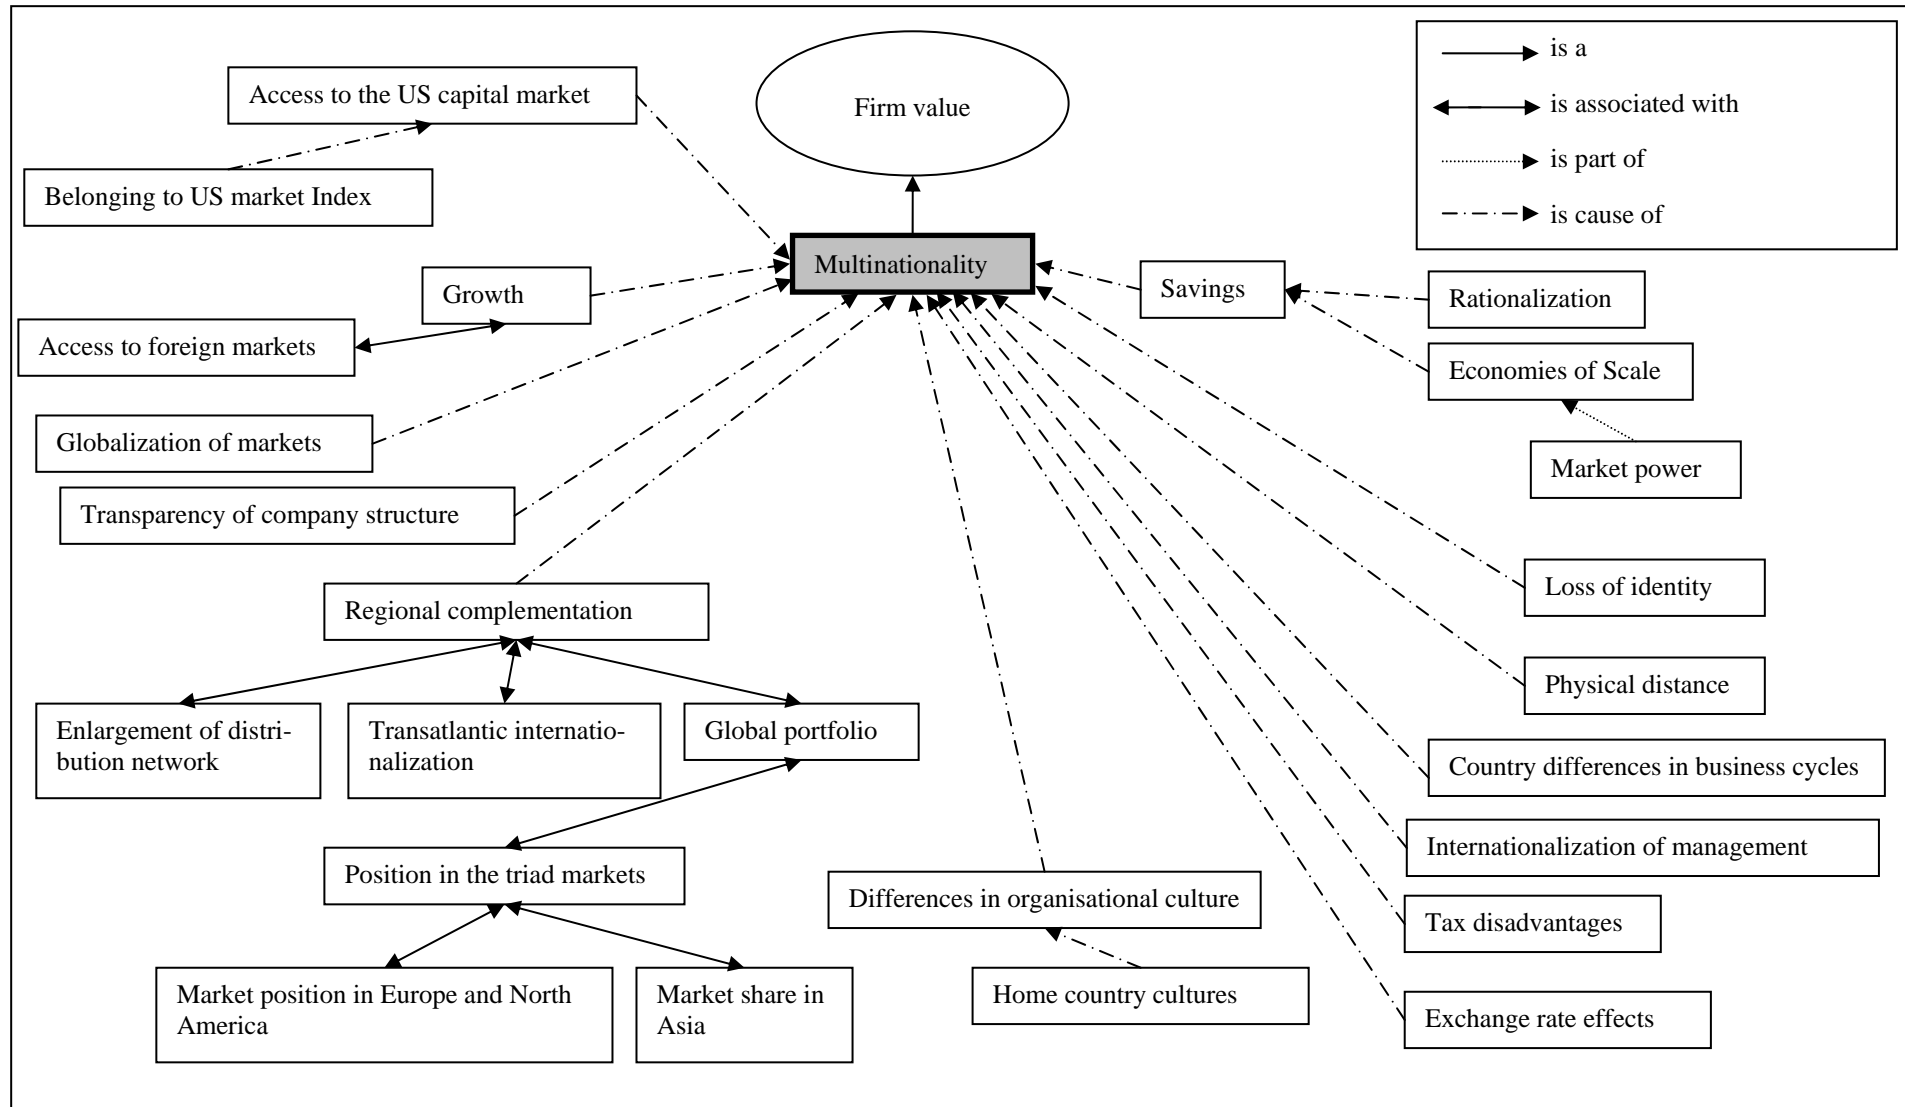 is a
Access to the US capital market
Firm value
is associated with
is part of
Belonging to US market Index
is cause of
Multinationality
Growth
Savings
Rationalization
Access to foreign markets
Economies of Scale
Globalization of markets
Market power
Transparency of company structure
Loss of identity
Regional complementation
Physical distance
Enlargement of distri-
bution network
Transatlantic internatio-
nalization
Global portfolio
Country differences in business cycles
Internationalization of management
Position in the triad markets
Differences in organisational culture
Tax disadvantages
Market position in Europe and North
America
Market share in
Asia
Home country cultures
Exchange rate effects